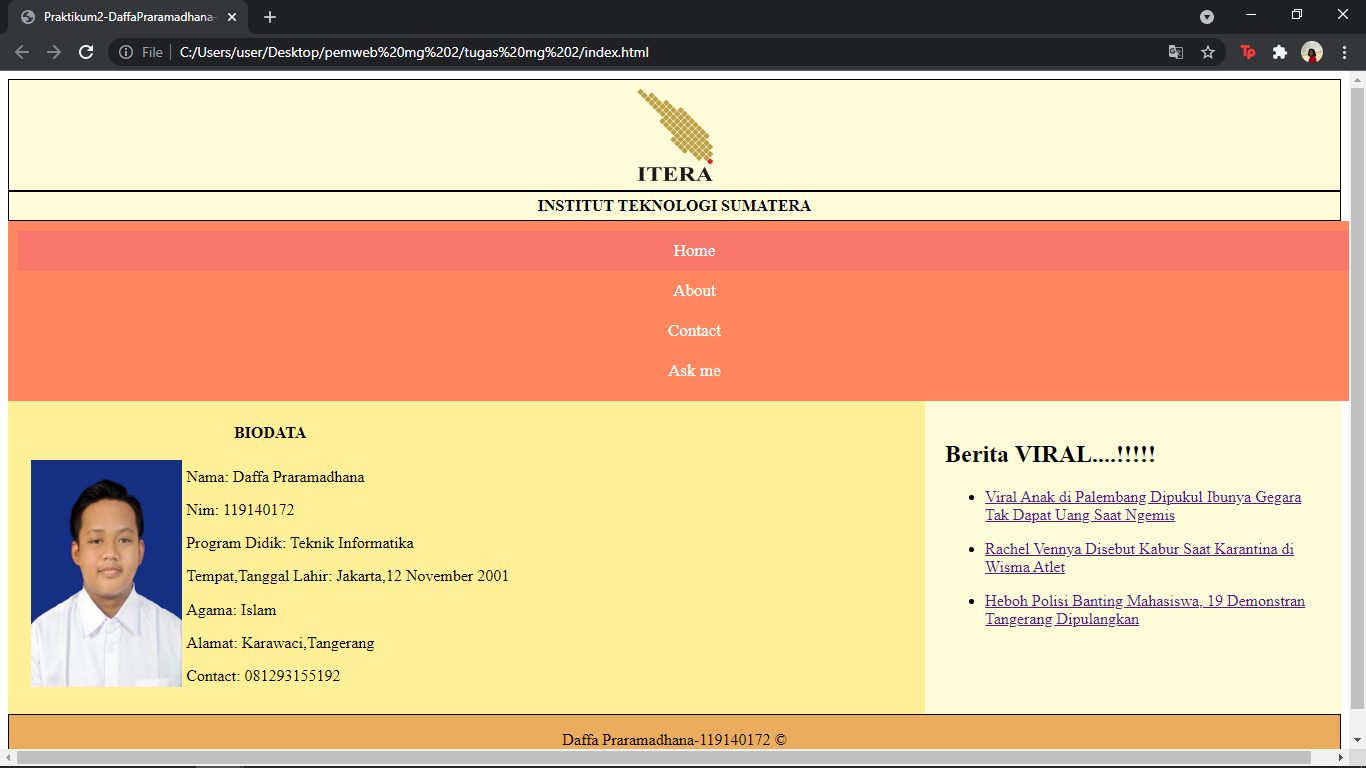 Praktikum2-DaffaPraramadhana-
File
C:/Users/user/Desktop/pemweb%20mg%202/tugas%20mg%202/index.html
Tp
ITERA
INSTITUT TEKNOLOGI SUMATERA
Home
About
Contact
Ask me
BIODATA
Nama: Daffa Praramadhana
Nim: 119140172
Program Didik: Teknik Informatika
Tempat,Tanggal Lahir: Jakarta,12 November 2001
Agama: Islam
Alamat: Karawaci,Tangerang
Contact: 081293155192
Berita VIRAL....!!!!!
Viral Anak di Palembang Dipukul Ibunya Gegara
Tak Dapat Uang Saat Ngemis
Rachel Vennya Disebut Kabur Saat Karantina di
Wisma Atlet
Heboh Polisi Banting Mahasiswa, 19 Demonstran
Tangerang Dipulangkan
Daffa Praramadhana-119140172 ©